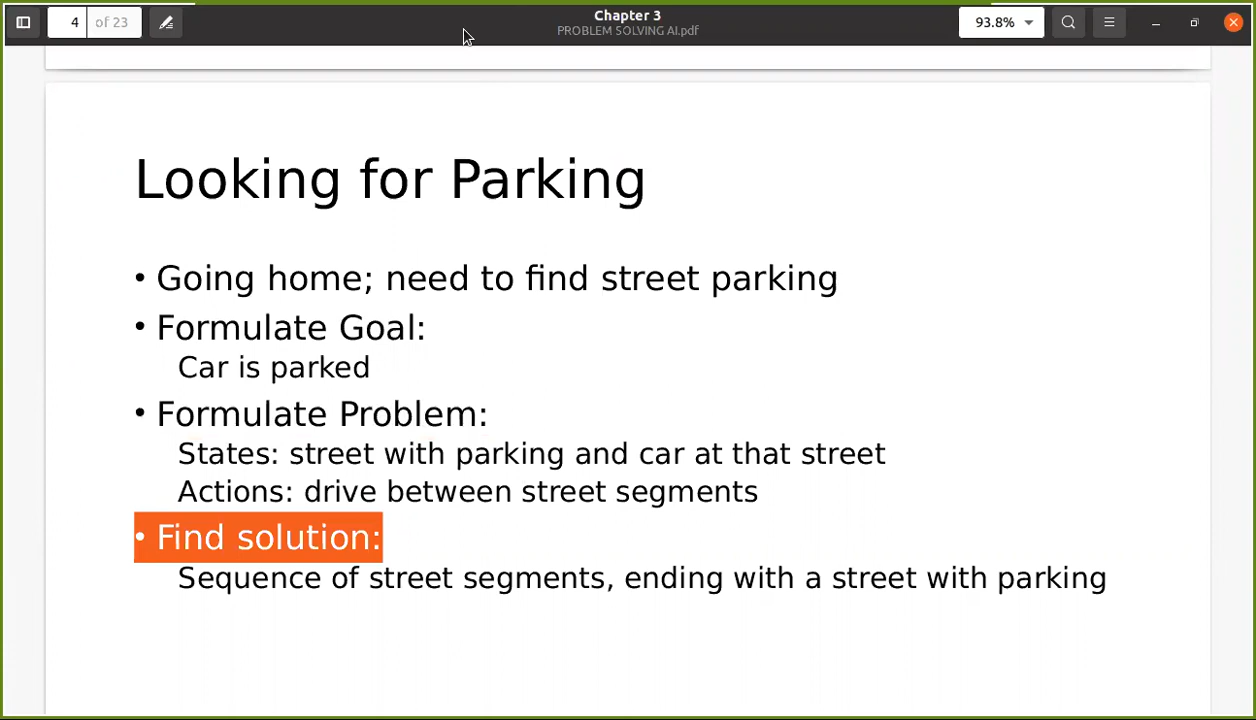 4 of 23
Chapter 3
PROBLEM SOLVING AI.pdf
93.8%
Looking for Parking
• Going home; need to find street parking
• Formulate Goal:
Car is parked
• Formulate Problem:
States: street with parking and car at that street
Actions: drive between street segments
• Find solution:
Sequence of street segments, ending with a street with parking